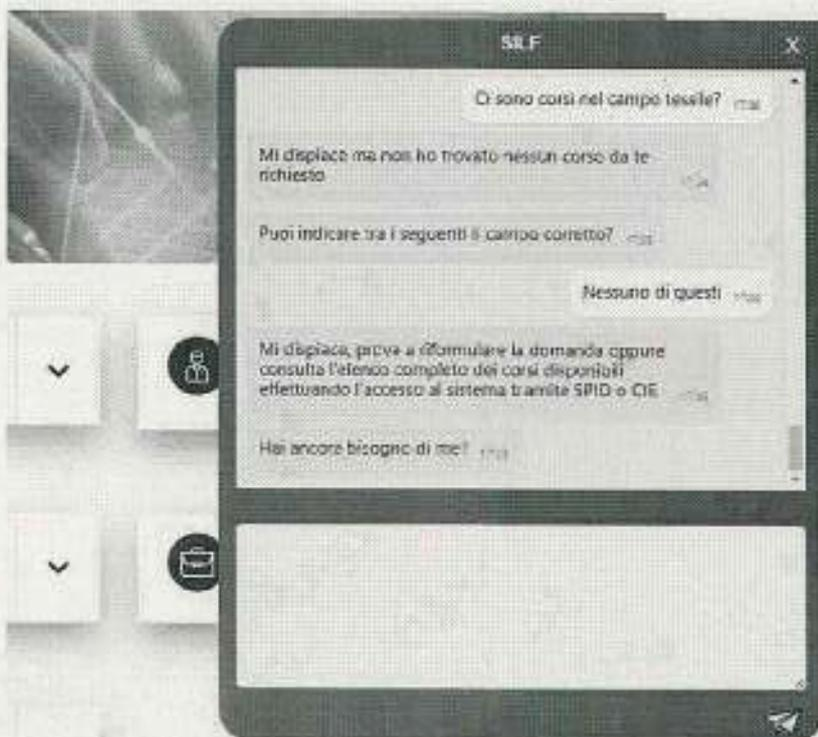 SILF
X
Ci sono corsi nel campo tessile?
Mi dispiace ma non ho trovato nessun corso da te
richiesto
Puoi indicare tra i seguenti il campo corretto?
Nessuno di questi
Mi dispiace, prova a riformulare la domanda oppure
consulta l'elenco completo dei corsi disponibili
effettuando l'accesso al sistema tramite SPID o CIE
Hai ancora bisogno di me?